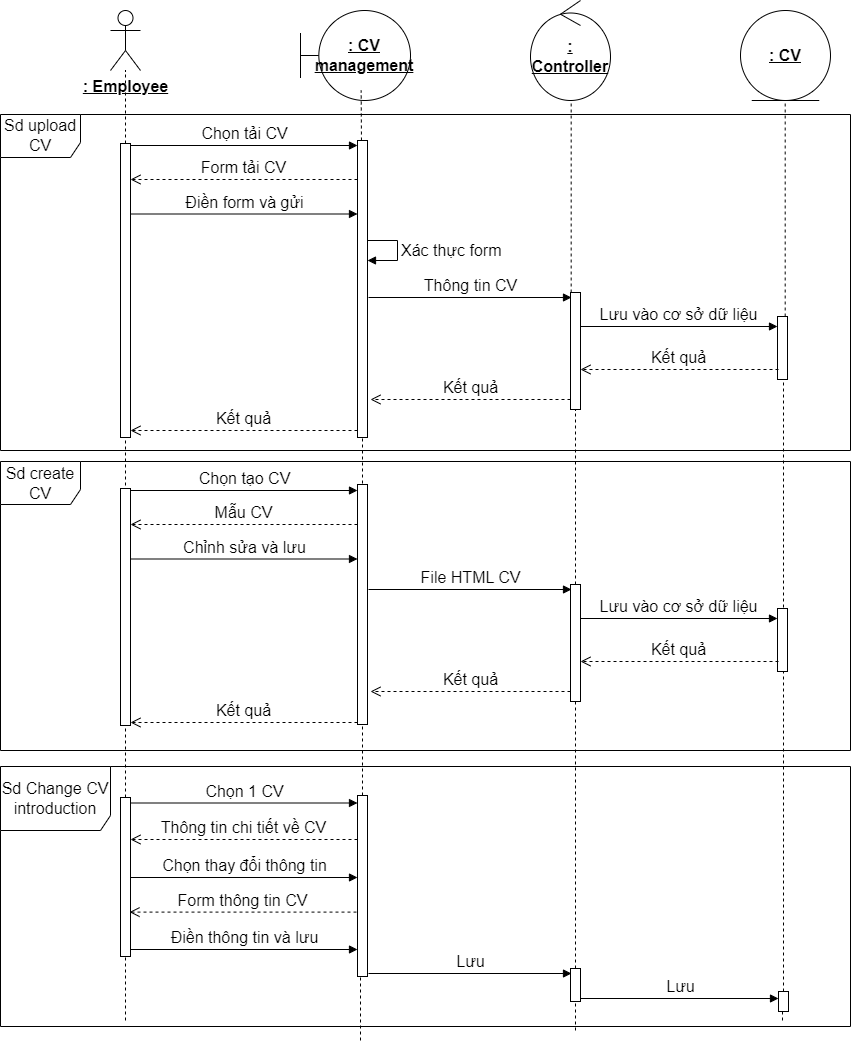 : Employee
: CV
management
:
Controller
: CV
Sd upload
CV
Chọn tải CV
Form tải CV
Điền form và gửi
Xác thực form
Thông tin CV
Lưu vào cơ sở dữ liệu
Kết quả
Kết quả
Kết quả
Sd create
CV
Chọn tạo CV
Mẫu CV
Chỉnh sửa và lưu
File HTML CV
Lưu vào cơ sở dữ liệu
Kết quả
Kết quả
Kết quả
Sd Change CV
introduction
Chọn 1 CV
Thông tin chi tiết về CV
Chọn thay đổi thông tin
Form thông tin CV
Điền thông tin và lưu
Lưu
Lưu